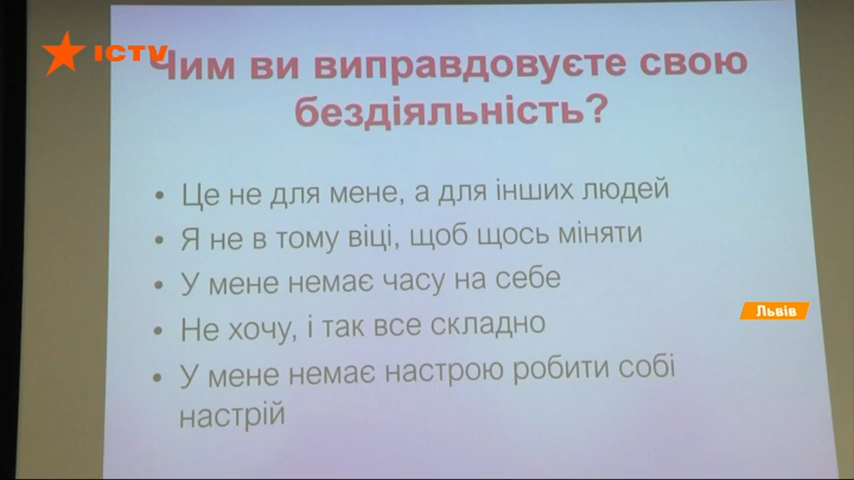 ICTV
Чим ви виправдовуєте свою
бездіяльність?
• Це не для мене, а для інших людей
• Я не в тому віці, щоб щось міняти
• У мене немає часу на себе
• Не хочу, і так все складно
• У мене немає настрою робити собі
настрій
Львів